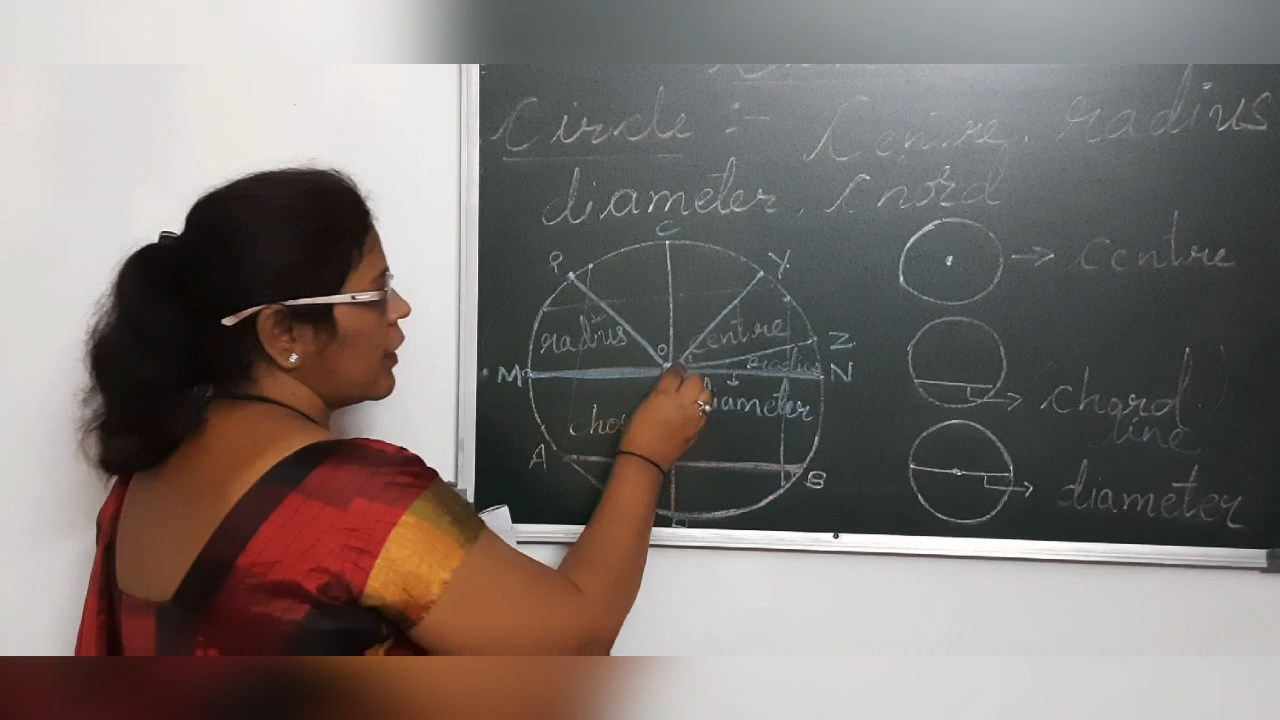 Circle :- Centre, radius
diameter, Chord
C
P
Y
centre
radius
centre
O
Z
radius
M
N
diameter
chord
line
A
B
diameter
D